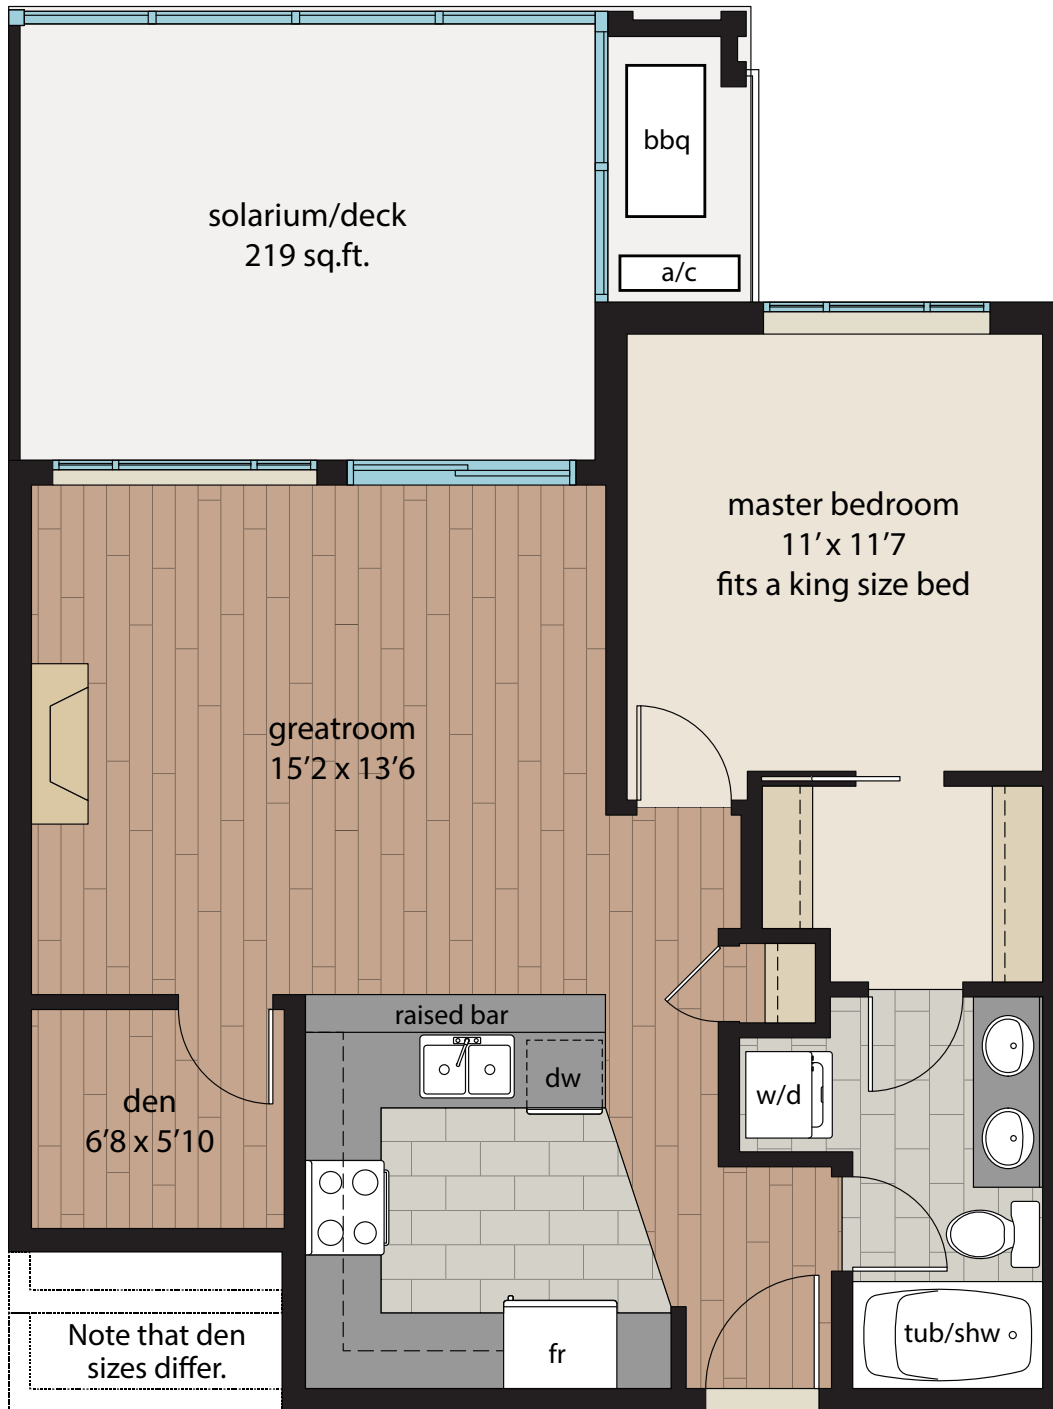 bbq
solarium/deck
219 sq.ft.
a/c
master bedroom
11’ x 11’7
fits a king size bed
greatroom
15’2 x 13’6
raised bar
dw
den
6’8 x 5’10
w/d
Note that den
sizes differ.
fr
tub/shw